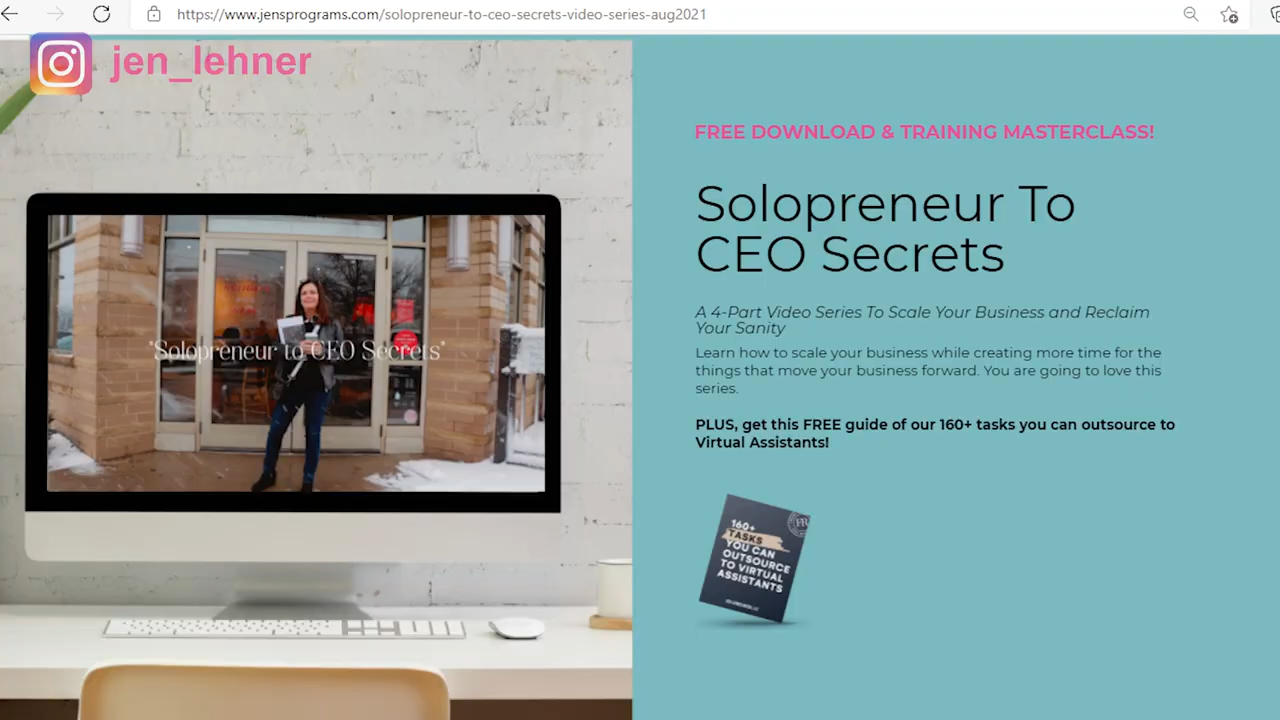 https://www.jensprograms.com/solopreneur-to-ceo-secrets-video-series-aug2021
jen_lehner
"Solopreneur to CEO Secrets"
FREE DOWNLOAD & TRAINING MASTERCLASS!
Solopreneur To
CEO Secrets
A 4-Part Video Series To Scale Your Business and Reclaim
Your Sanity
Learn how to scale your business while creating more time for the
things that move your business forward. You are going to love this
series.
PLUS, get this FREE guide of our 160+ tasks you can outsource to
Virtual Assistants!
160+
TASKS
YOU CAN
OUTSOURCE
TO VIRTUAL
ASSISTANTS